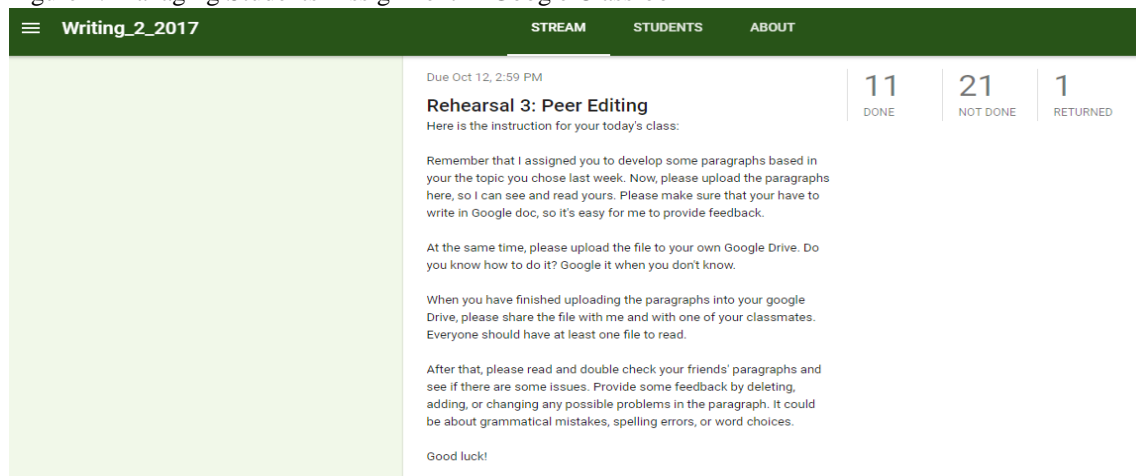 Writing_2_2017
STREAM STUDENTS ABOUT
Due Oct 12, 2:59 PM
11 21 1
DONE NOT DONE RETURNED
Rehearsal 3: Peer Editing
Here is the instruction for your today's class:
Remember that I assigned you to develop some paragraphs based in
your the topic you chose last week. Now, please upload the paragraphs
here, so I can see and read yours. Please make sure that your have to
write in Google doc, so it's easy for me to provide feedback.
At the same time, please upload the file to your own Google Drive. Do
you know how to do it? Google it when you don't know.
When you have finished uploading the paragraphs into your google
Drive, please share the file with me and with one of your classmates.
Everyone should have at least one file to read.
After that, please read and double check your friends' paragraphs and
see if there are some issues. Provide some feedback by deleting,
adding, or changing any possible problems in the paragraph. It could
be about grammatical mistakes, spelling errors, or word choices.
Good luck!